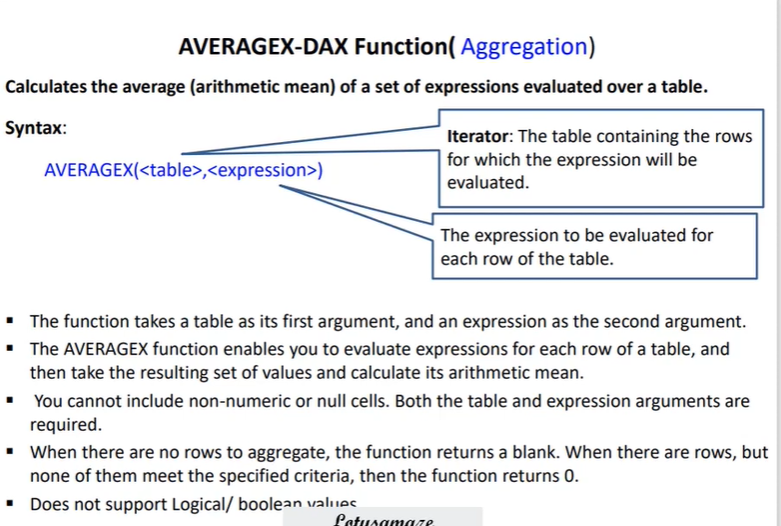 AVERAGEX-DAX Function( Aggregation)
Calculates the average (arithmetic mean) of a set of expressions evaluated over a table.
Syntax:
AVERAGEX(<table>,<expression>)
Iterator: The table containing the rows
for which the expression will be
evaluated.
The expression to be evaluated for
each row of the table.
▪ The function takes a table as its first argument, and an expression as the second argument.
▪ The AVERAGEX function enables you to evaluate expressions for each row of a table, and
then take the resulting set of values and calculate its arithmetic mean.
▪ You cannot include non-numeric or null cells. Both the table and expression arguments are
required.
▪ When there are no rows to aggregate, the function returns a blank. When there are rows, but
none of them meet the specified criteria, then the function returns 0.
▪ Does not support Logical/ boolean values
Lotusamaze